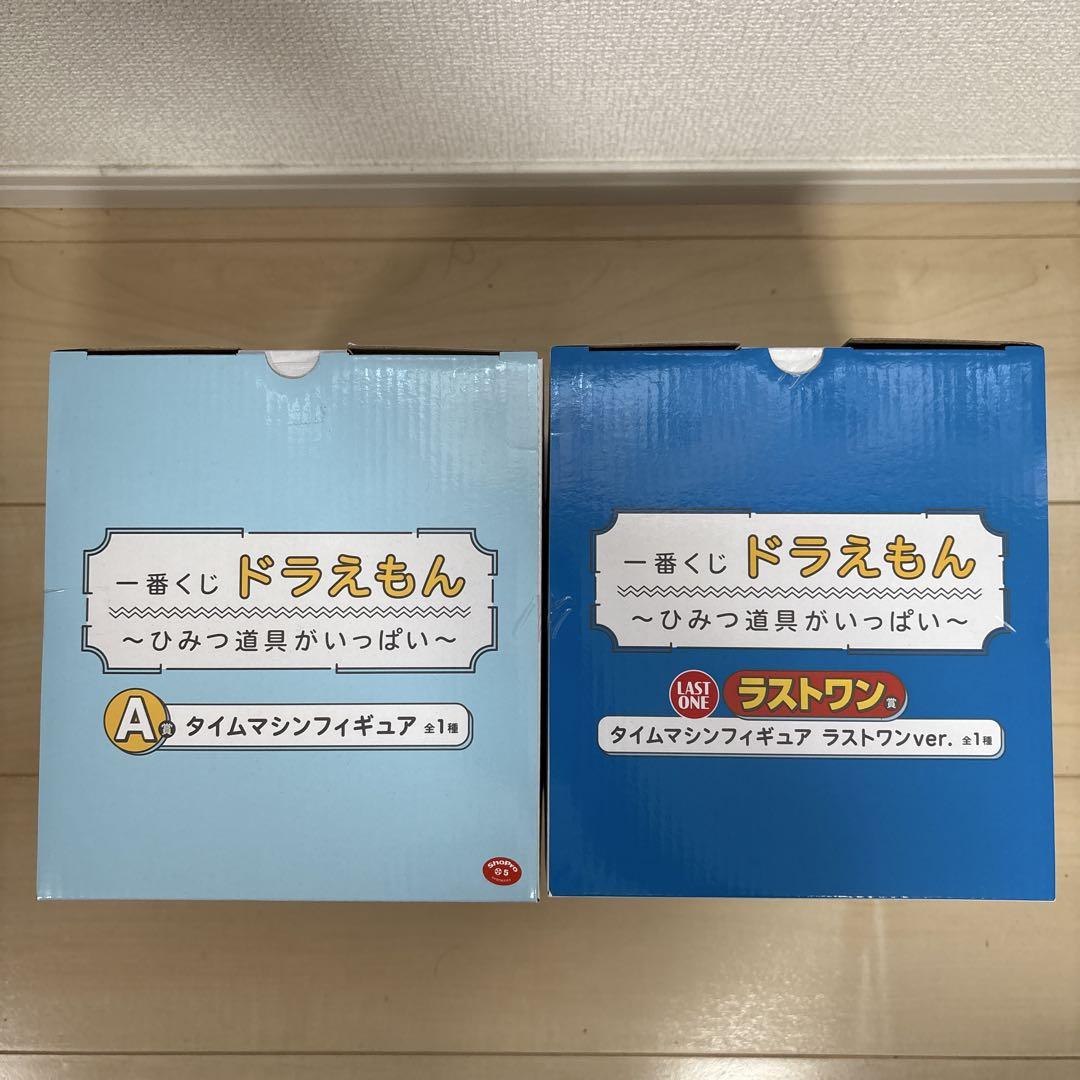 一番くじ ドラえもん
～ひみつ道具がいっぱい～
A賞 タイムマシンフィギュア 全1種
ShoPro
5
一番くじ ドラえもん
～ひみつ道具がいっぱい～
LAST ONE ラストワン賞
タイムマシンフィギュア ラストワンver. 全1種